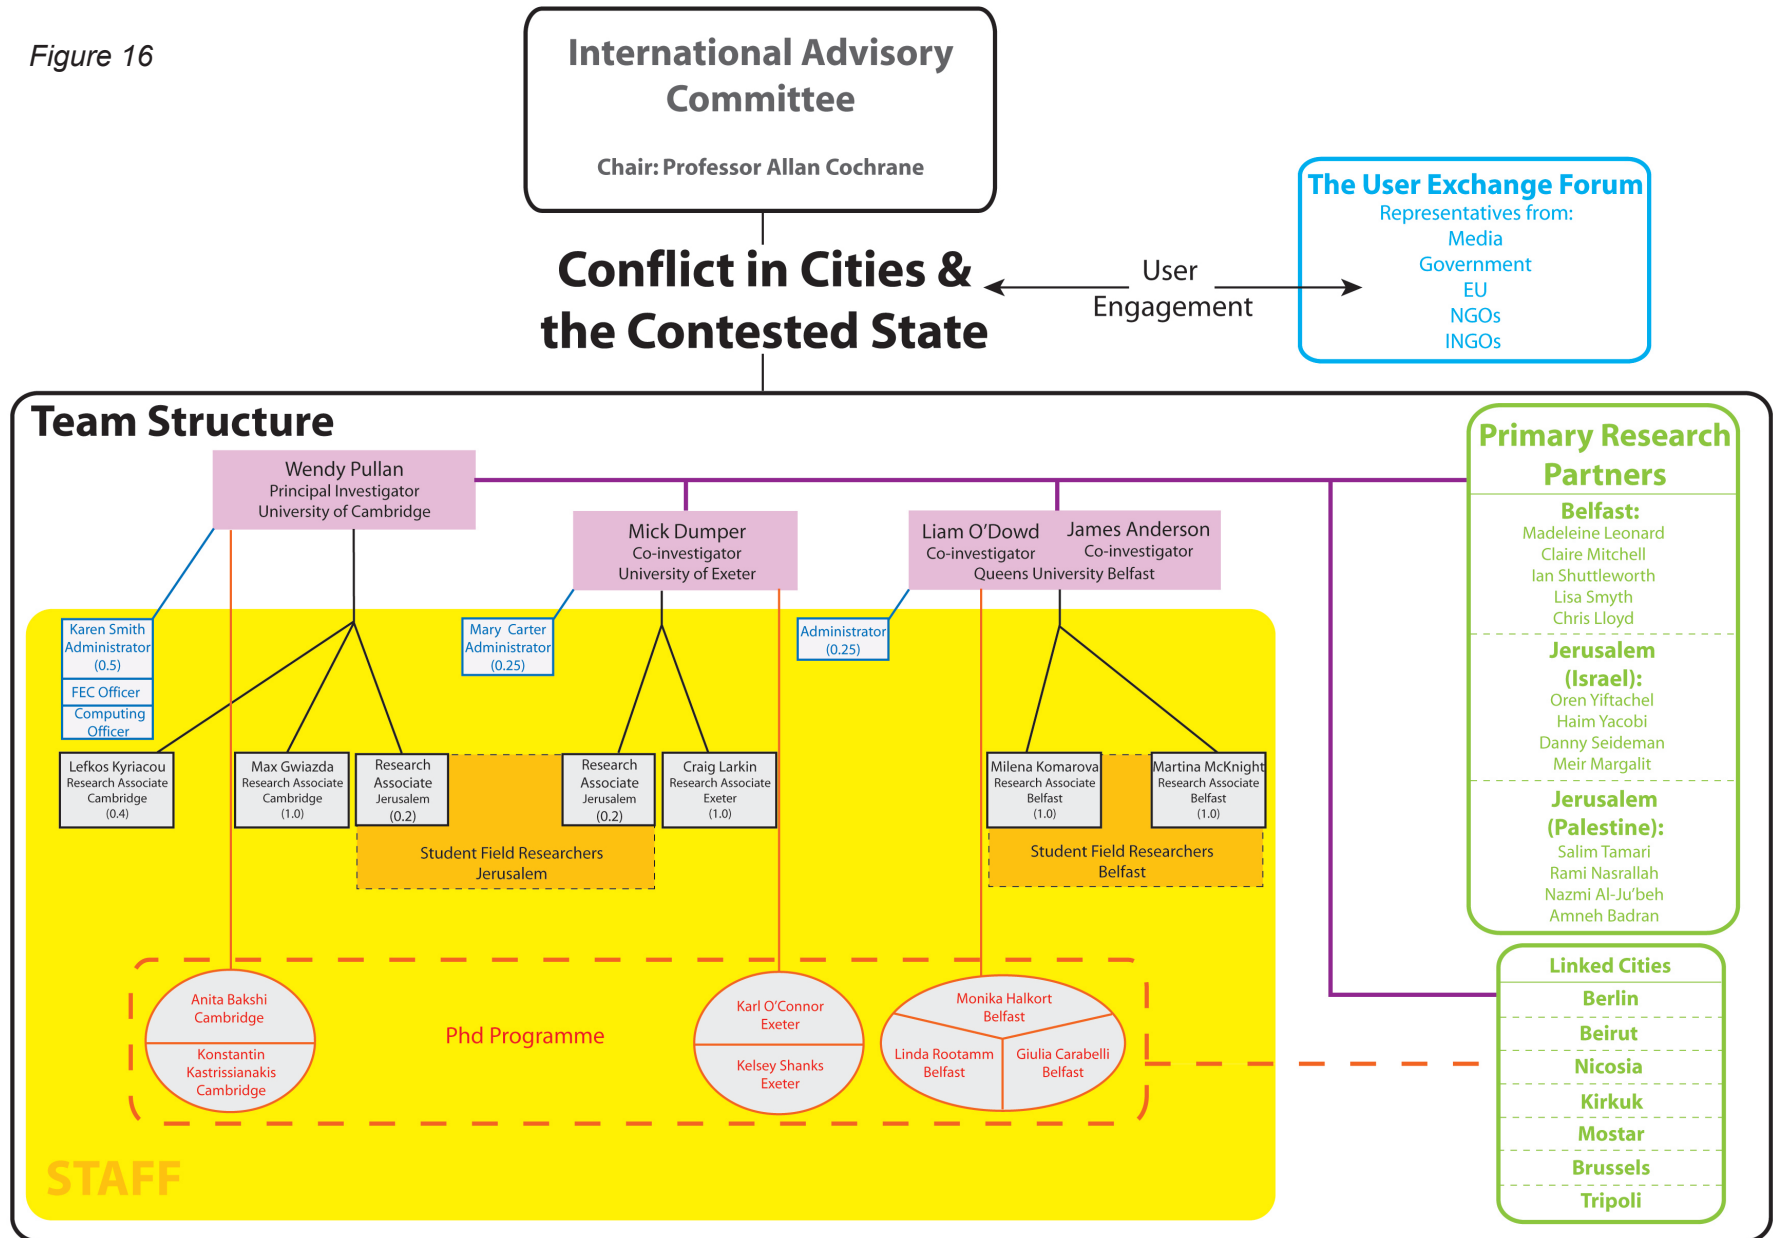 Figure 16
International Advisory
Committee
Chair: Professor Allan Cochrane
The User Exchange Forum
Representatives from:
Media
Government
EU
NGOs
INGOs
Conflict in Cities &
the Contested State
User
Engagement
Team Structure
Wendy Pullan
Principal Investigator
University of Cambridge
Mick Dumper
Co-investigator
University of Exeter
Liam O'Dowd
Co-investigator
James Anderson
Co-investigator
Queens University Belfast
Karen Smith
Administrator
(0.5)
FEC Officer
Computing
Officer
Mary Carter
Administrator
(0.25)
Administrator
(0.25)
Lefkos Kyriacou
Research Associate
Cambridge
(0.4)
Max Gwiazda
Research Associate
Cambridge
(1.0)
Research
Associate
Jerusalem
(0.2)
Research
Associate
Jerusalem
(0.2)
Craig Larkin
Research Associate
Exeter
(1.0)
Milena Komarova
Research Associate
Belfast
(1.0)
Martina McKnight
Research Associate
Belfast
(1.0)
Student Field Researchers
Jerusalem
Student Field Researchers
Belfast
Anita Bakshi
Cambridge
Konstantin
Kastrissianakis
Cambridge
Phd Programme
Karl O'Connor
Exeter
Kelsey Shanks
Exeter
Monika Halkort
Belfast
Linda Rootamm
Belfast
Giulia Carabelli
Belfast
STAFF
Primary Research
Partners
Belfast:
Madeleine Leonard
Claire Mitchell
Ian Shuttleworth
Lisa Smyth
Chris Lloyd
Jerusalem
(Israel):
Oren Yiftachel
Haim Yacobi
Danny Seideman
Meir Margalit
Jerusalem
(Palestine):
Salim Tamari
Rami Nasrallah
Nazmi Al-Ju'beh
Amneh Badran
Linked Cities
Berlin
Beirut
Nicosia
Kirkuk
Mostar
Brussels
Tripoli